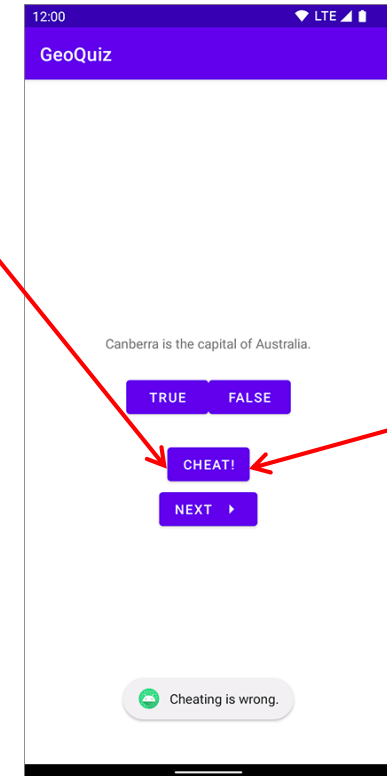 12:00 LTE
GeoQuiz
Canberra is the capital of Australia.
TRUE FALSE
CHEAT!
NEXT
Cheating is wrong.